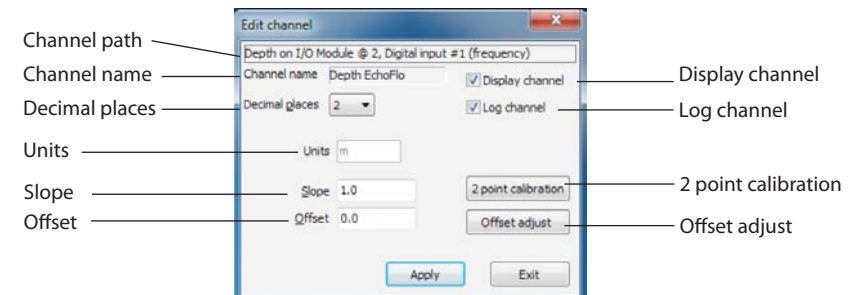 Edit channel
Channel path
Depth on I/O Module @ 2, Digital input #1 (frequency)
Channel name
Channel name Depth EchoFlo
Display channel
Display channel
Decimal places
Decimal places 2
Log channel
Log channel
Units
Units m
Slope
Slope 1.0
2 point calibration
2 point calibration
Offset
Offset 0.0
Offset adjust
Offset adjust
Apply
Exit